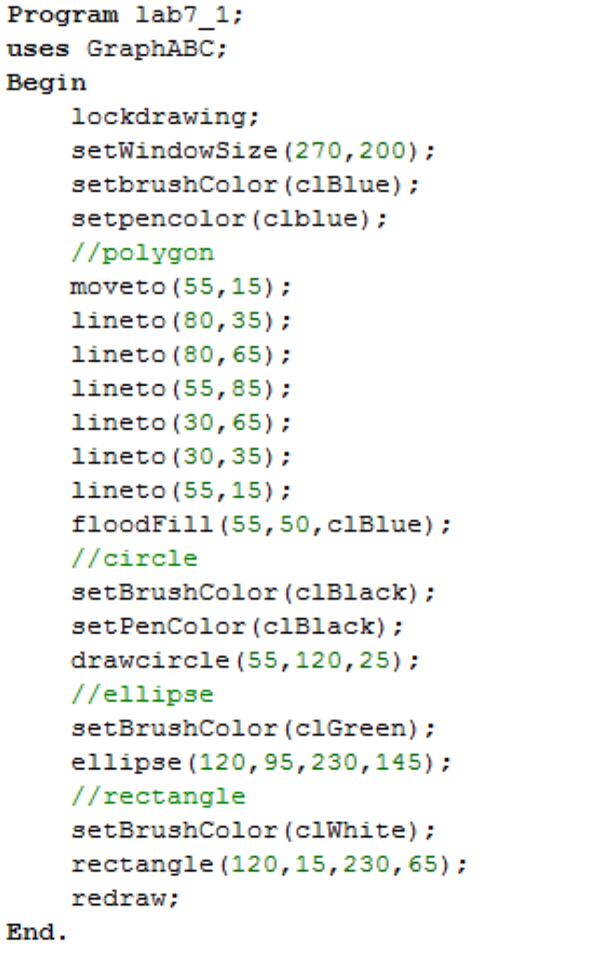 Program lab7_1;
uses GraphABC;
Begin
lockdrawing;
setWindowSize(270,200);
setbrushColor(clBlue);
setpencolor(clblue);
//polygon
moveto(55,15);
lineto(80,35);
lineto(80,65);
lineto(55,85);
lineto(30,65);
lineto(30,35);
lineto(55,15);
floodFill(55,50,clBlue);
//circle
setBrushColor(clBlack);
setPenColor(clBlack);
drawcircle(55,120,25);
//ellipse
setBrushColor(clGreen);
ellipse(120,95,230,145);
//rectangle
setBrushColor(clWhite);
rectangle(120,15,230,65);
redraw;
End.